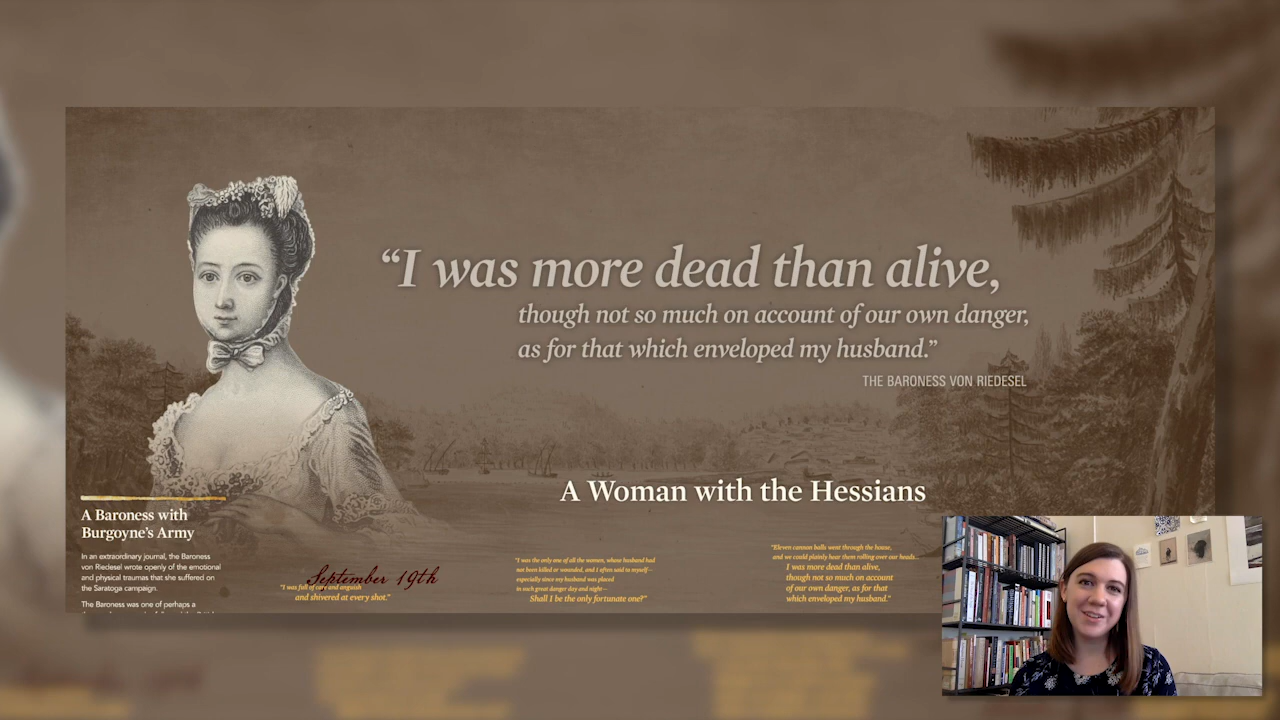 “I was more dead than alive,
though not so much on account of our own danger,
as for that which enveloped my husband.”
THE BARONESS VON RIEDESEL
A Woman with the Hessians
A Baroness with
Burgoyne’s Army
In an extraordinary journal, the Baroness
von Riedesel wrote openly of the emotional
and physical traumas that she suffered on
the Saratoga campaign.
The Baroness was one of perhaps a
September 19th
“I was full of care and anguish
and shivered at every shot.”
“I was the only one of all the women, whose husband had
not been killed or wounded, and I often said to myself—
especially since my husband was placed
in such great danger day and night—
Shall I be the only fortunate one?”
“Eleven cannon balls went through the house,
and we could plainly hear them rolling over our heads...
I was more dead than alive,
though not so much on account
of our own danger, as for that
which enveloped my husband.”